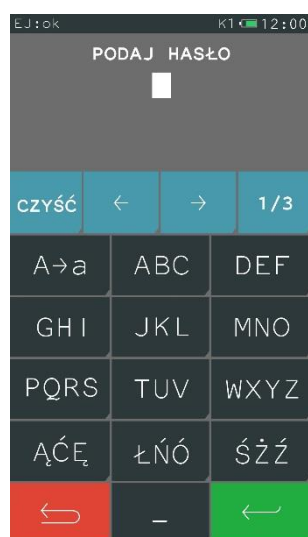 EJ:ok K1 12:00
PODAJ HASŁO
CZYŚĆ ← → 1/3
A→a ABC DEF
GHI JKL MNO
PQRS TUV WXYZ
ĄĆĘ ŁŃÓ ŚŻŹ
_